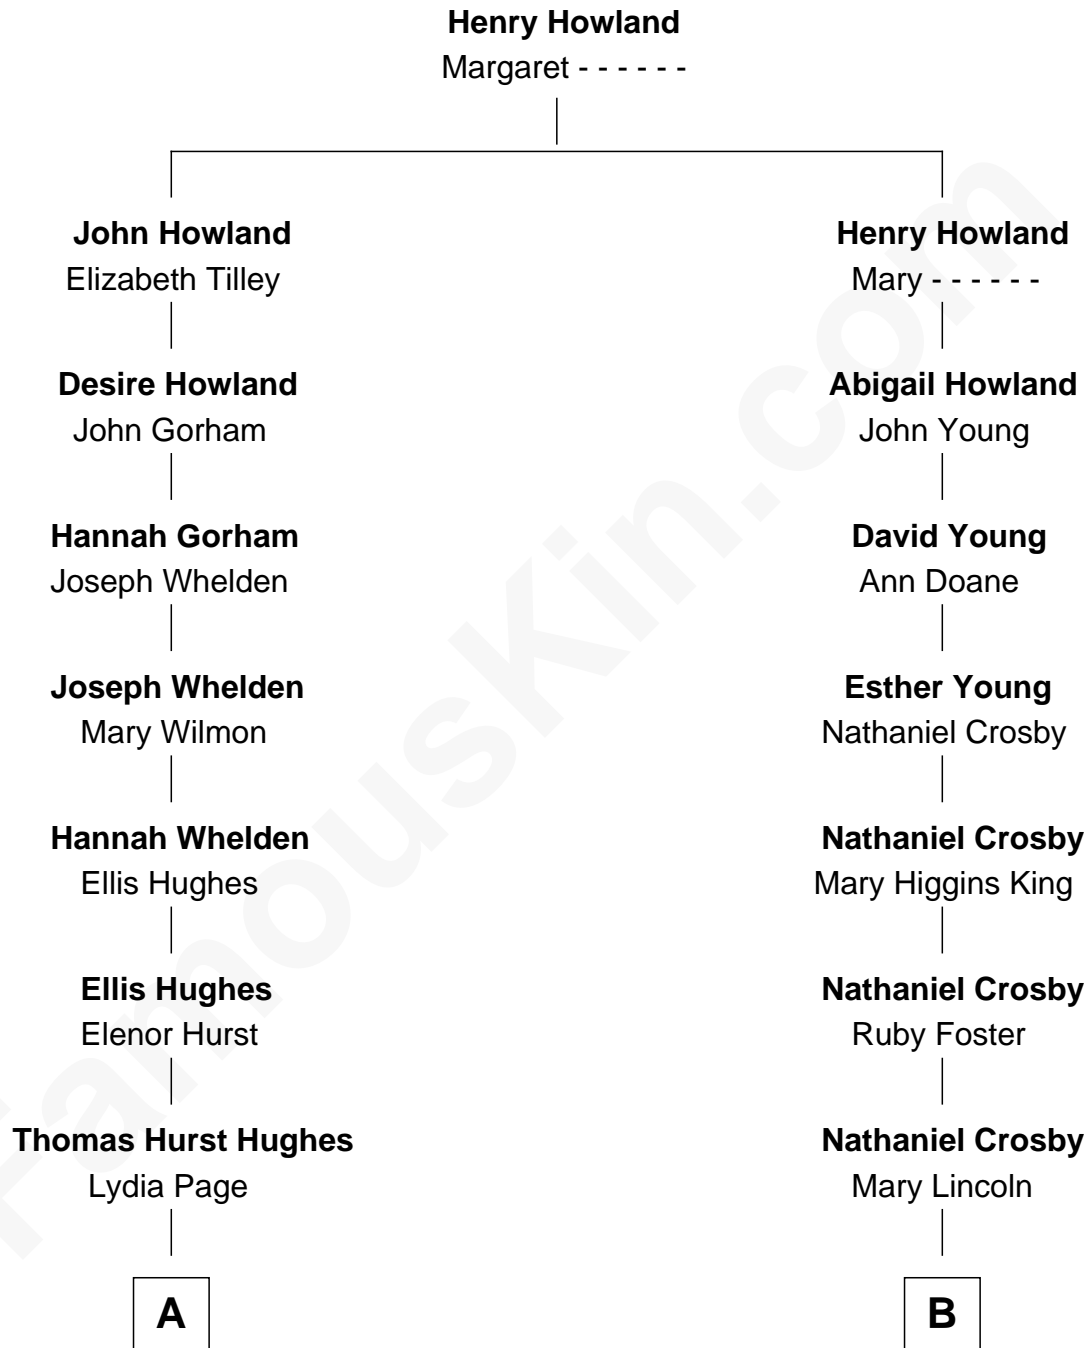 Henry Howland
Margaret - - - - - -
John Howland
Elizabeth Tilley
Henry Howland
Mary - - - - - -
Desire Howland
John Gorham
Abigail Howland
John Young
Hannah Gorham
Joseph Whelden
David Young
Ann Doane
Joseph Whelden
Mary Wilmon
Esther Young
Nathaniel Crosby
Hannah Whelden
Ellis Hughes
Nathaniel Crosby
Mary Higgins King
Ellis Hughes
Elenor Hurst
Nathaniel Crosby
Ruby Foster
Thomas Hurst Hughes
Lydia Page
Nathaniel Crosby
Mary Lincoln
A
B
FamousKin.com